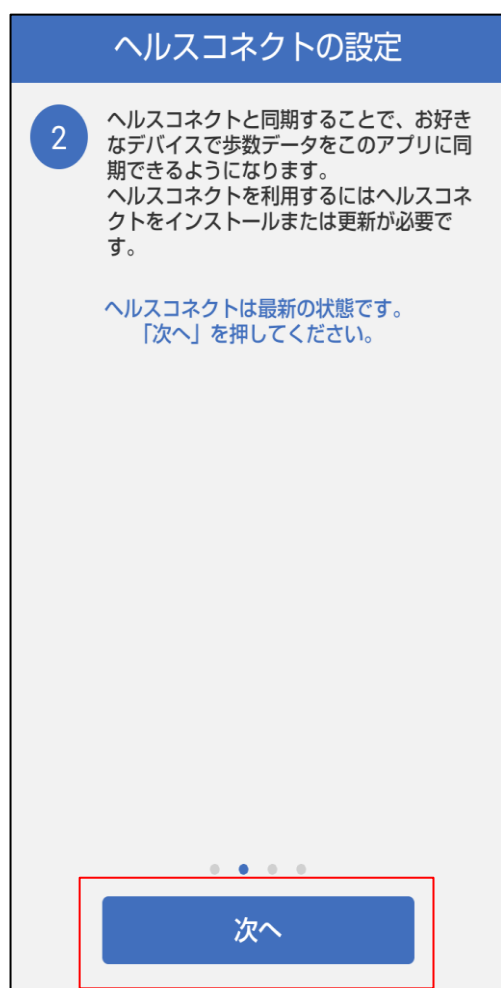 ヘルスコネクトの設定
2
ヘルスコネクトと同期することで、お好き
なデバイスで歩数データをこのアプリに同
期できるようになります。
ヘルスコネクトを利用するにはヘルスコネ
クトをインストールまたは更新が必要で
す。
ヘルスコネクトは最新の状態です。
「次へ」を押してください。
次へ